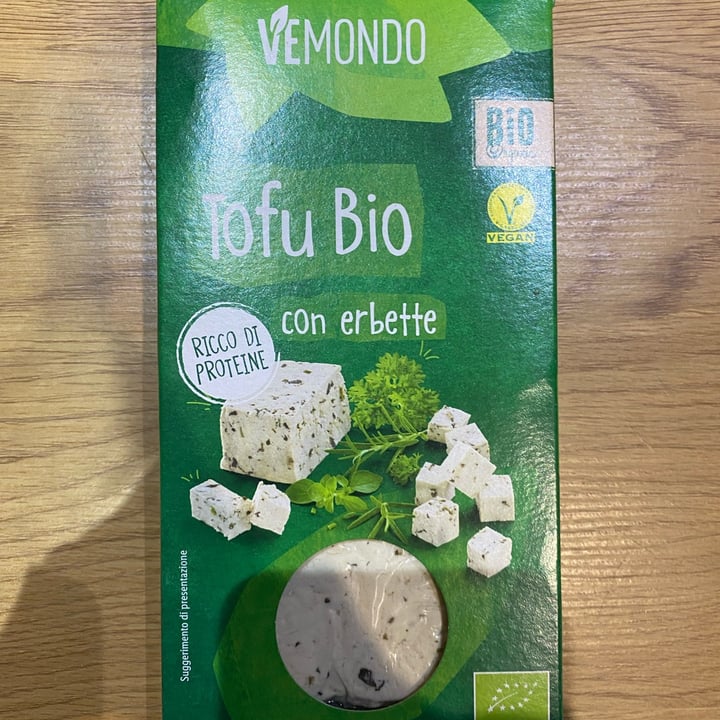 VEMONDO
BiO
Tofu Bio
VEGAN
con erbette
RICCO DI
PROTEINE
Suggerimento di presentazione